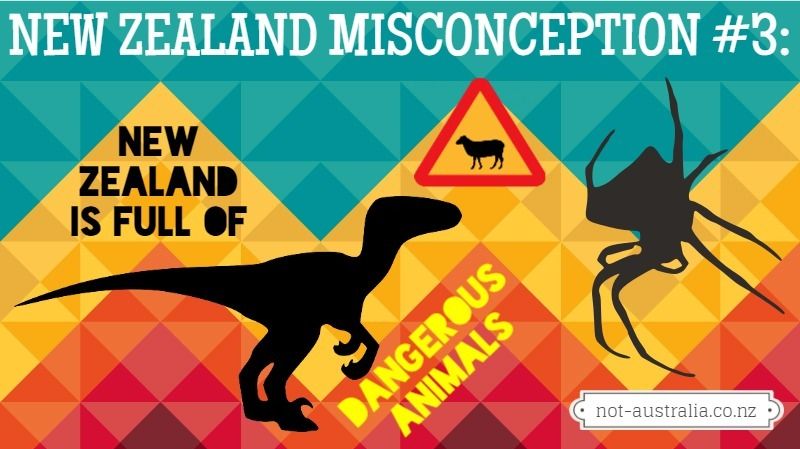 NEW ZEALAND MISCONCEPTION #3:
NEW
ZEALAND
IS FULL OF
DANGEROUS
ANIMALS
not-australia.co.nz